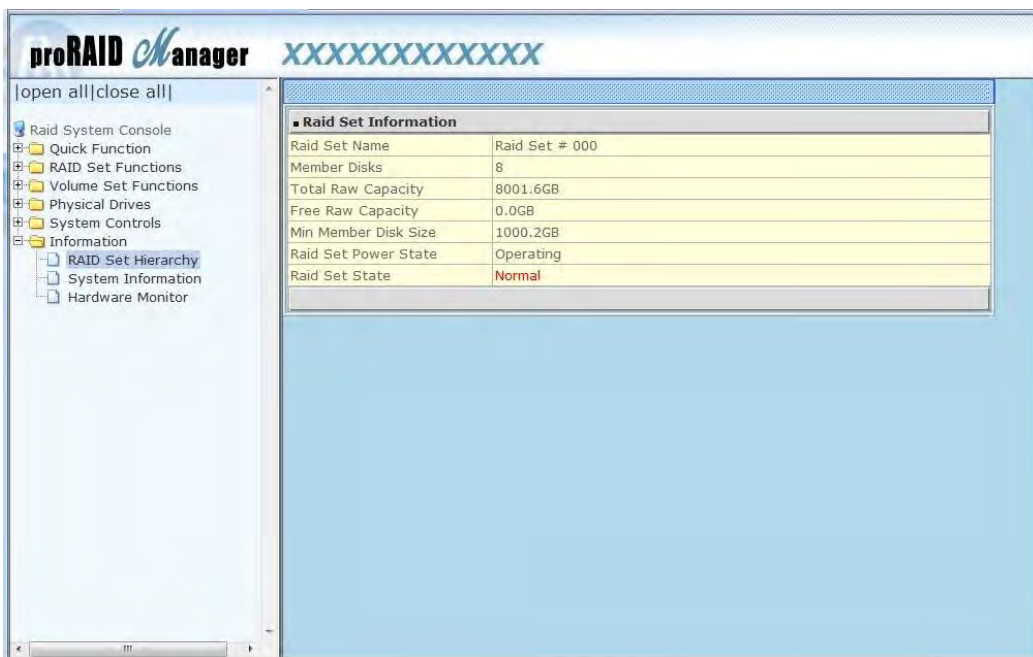 proRAID Manager XXXXXXXXXXXX
|open all|close all|
Raid System Console
Quick Function
RAID Set Functions
Volume Set Functions
Physical Drives
System Controls
Information
RAID Set Hierarchy
System Information
Hardware Monitor
Raid Set Information
Raid Set Name Raid Set # 000
Member Disks 8
Total Raw Capacity 8001.6GB
Free Raw Capacity 0.0GB
Min Member Disk Size 1000.2GB
Raid Set Power State Operating
Raid Set State Normal